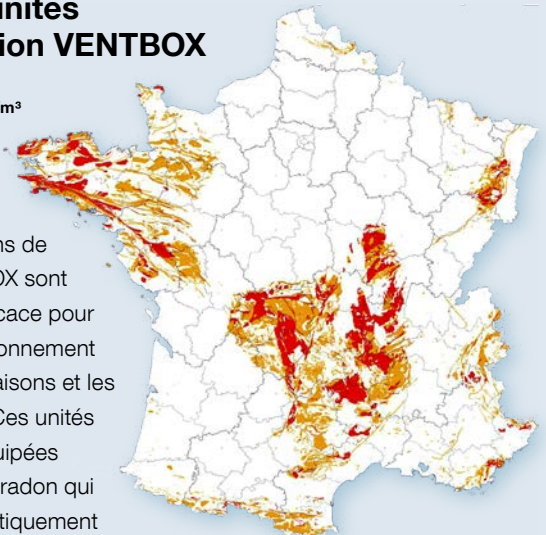 unités
ion VENTBOX
m³
ns de
OX sont
cace pour
onnement
aisons et les
Ces unités
uipées
radon qui
tiquement